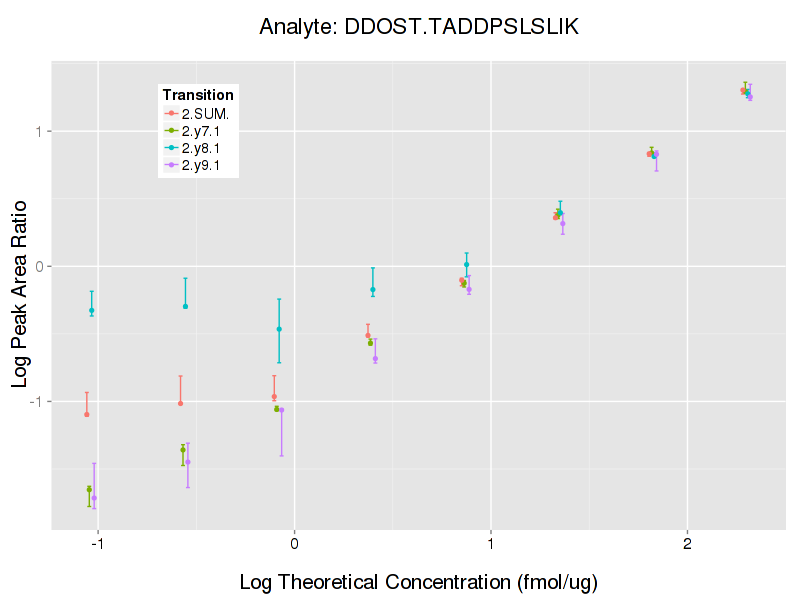 Analyte: DDOST.TADDPSLSLIK
Transition
2.SUM.
2.y7.1
2.y8.1
2.y9.1
Log Peak Area Ratio
1
0
-1
-1
0
1
2
Log Theoretical Concentration (fmol/ug)